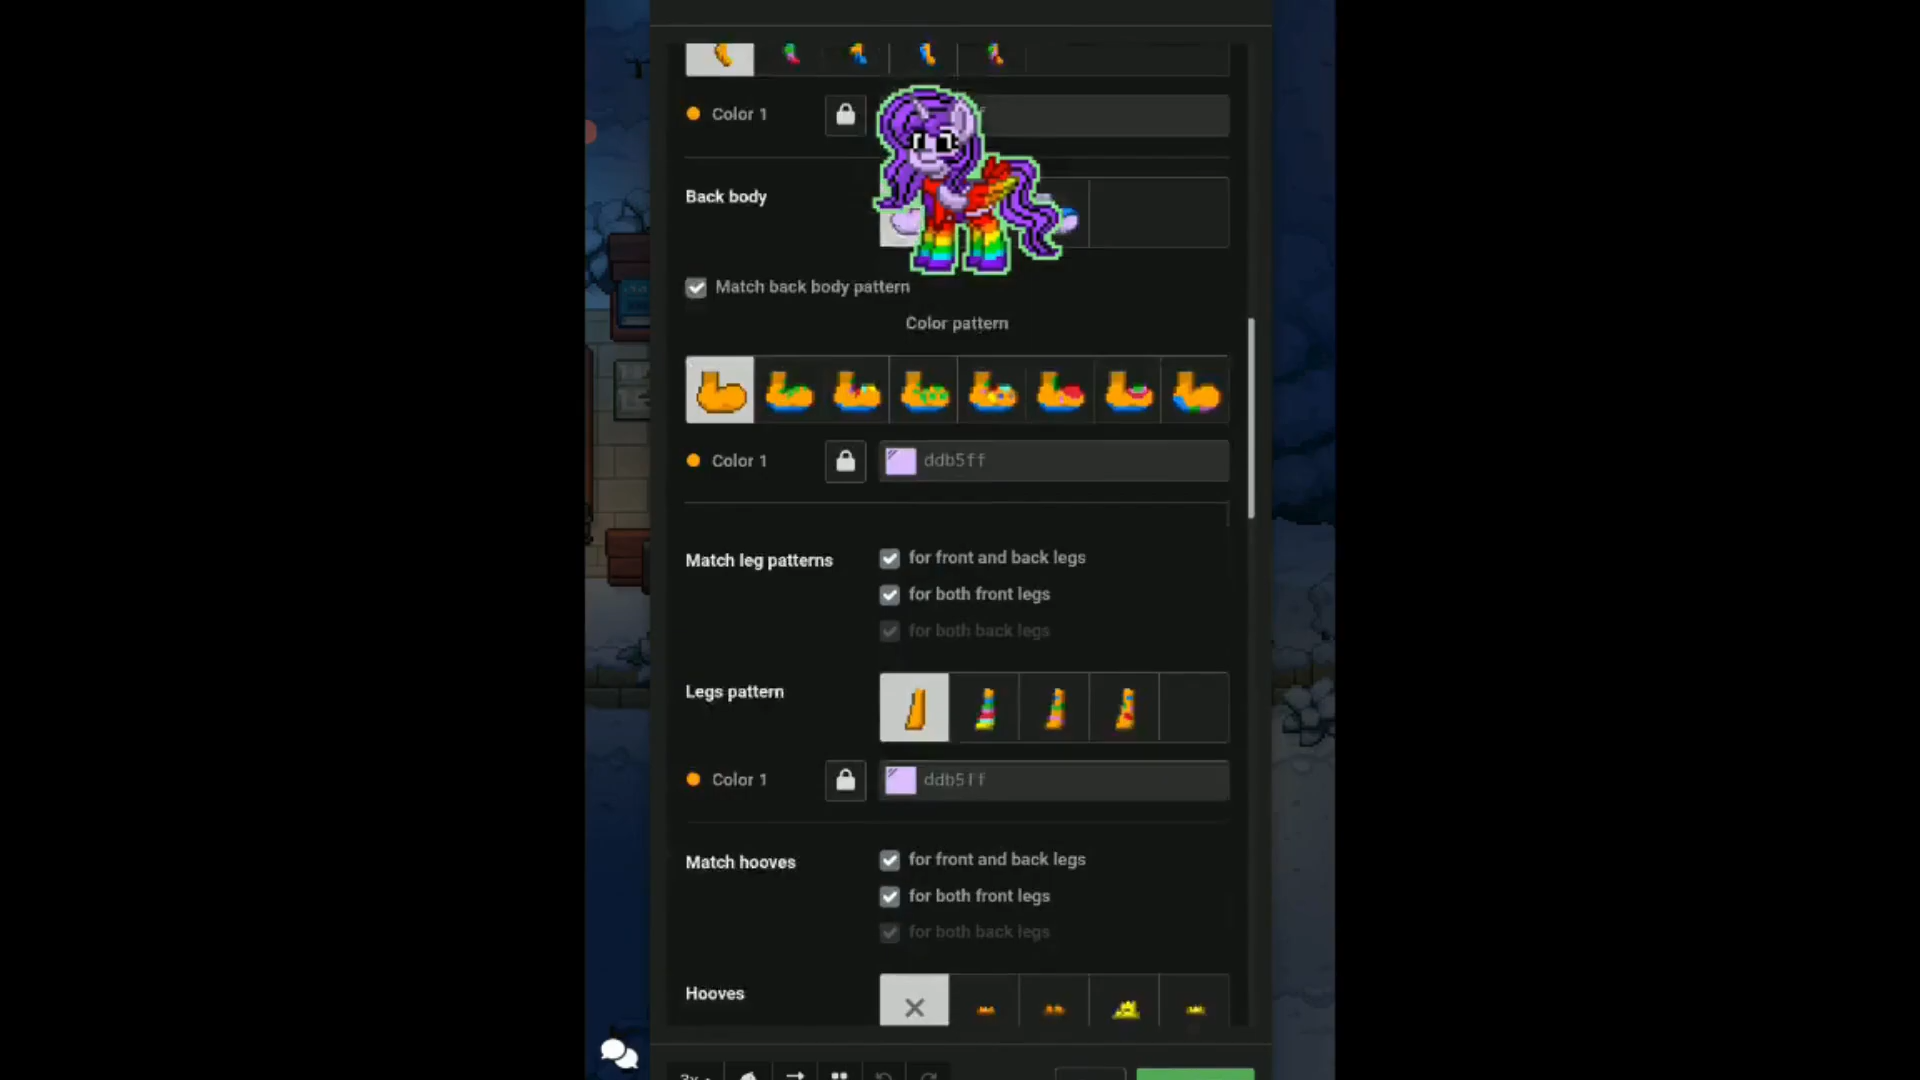 Color 1
Back body
Match back body pattern
Color pattern
Color 1 ddb5ff
Match leg patterns for front and back legs
for both front legs
for both back legs
Legs pattern
Color 1 ddb5ff
Match hooves for front and back legs
for both front legs
for both back legs
Hooves